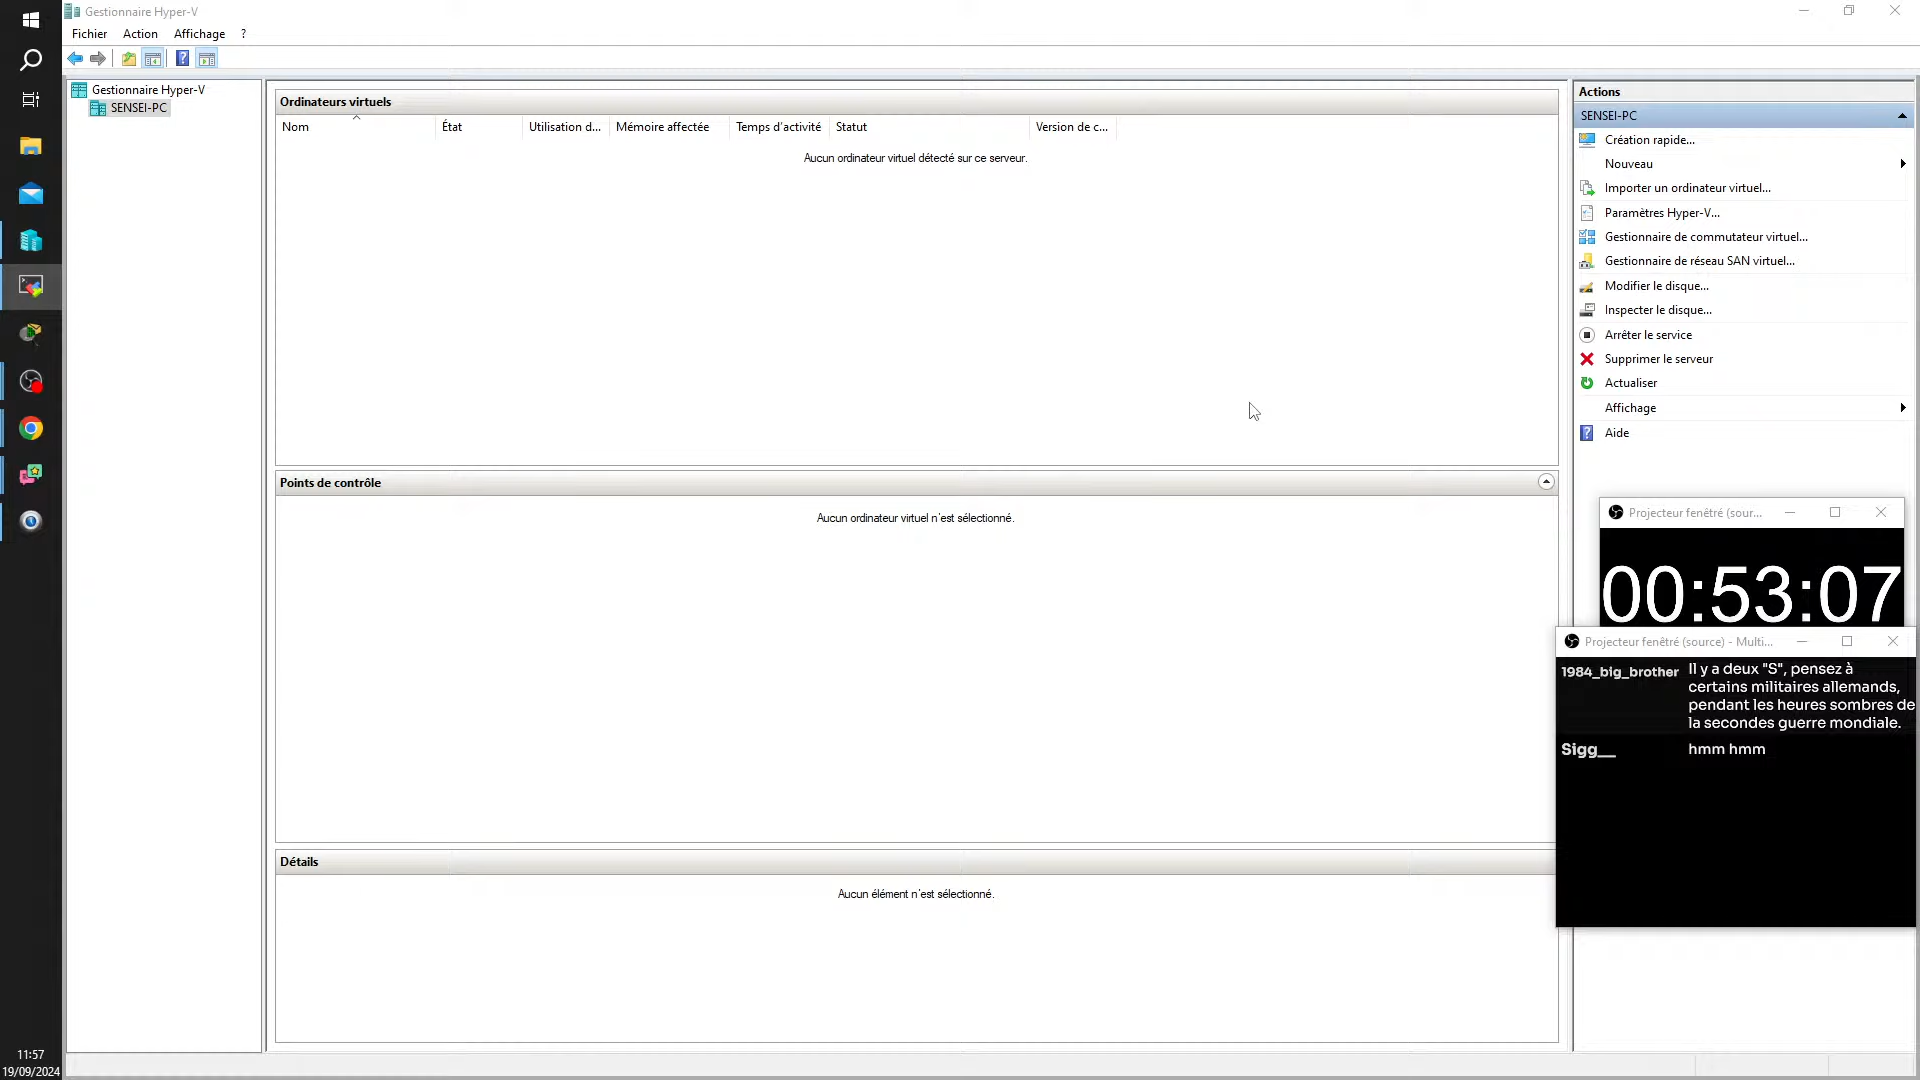 Gestionnaire Hyper-V
Fichier Action Affichage ?
Gestionnaire Hyper-V
SENSEI-PC
Ordinateurs virtuels
Nom État Utilisation d... Mémoire affectée Temps d'activité Statut Version de c...
Aucun ordinateur virtuel détecté sur ce serveur.
Points de contrôle
Aucun ordinateur virtuel n'est sélectionné.
Détails
Aucun élément n'est sélectionné.
Actions
SENSEI-PC
Création rapide...
Nouveau
Importer un ordinateur virtuel...
Paramètres Hyper-V...
Gestionnaire de commutateur virtuel...
Gestionnaire de réseau SAN virtuel...
Modifier le disque...
Inspecter le disque...
Arrêter le service
Supprimer le serveur
Actualiser
Affichage
Aide
Projecteur fenêtré (sour...
00:53:07
Projecteur fenêtré (source) - Multi...
1984_big_brother Il y a deux "S", pensez à
certains militaires allemands,
pendant les heures sombres de
la secondes guerre mondiale.
Sigg__ hmm hmm
11:57
19/09/2024